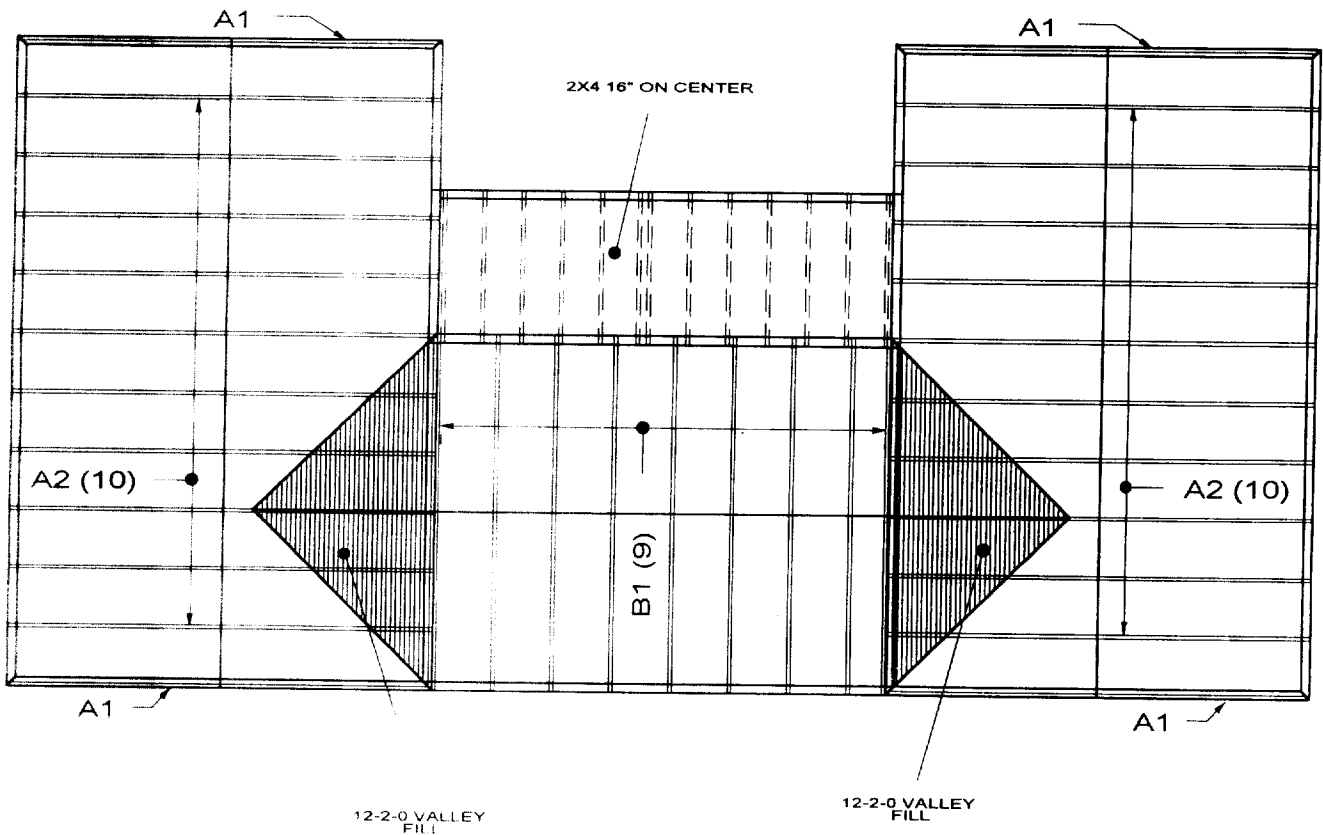 A1
A1
2X4 16" ON CENTER
A2 (10)
A2 (10)
B1 (9)
A1
A1
12-2-0 VALLEY
FILL
12-2-0 VALLEY
FILL